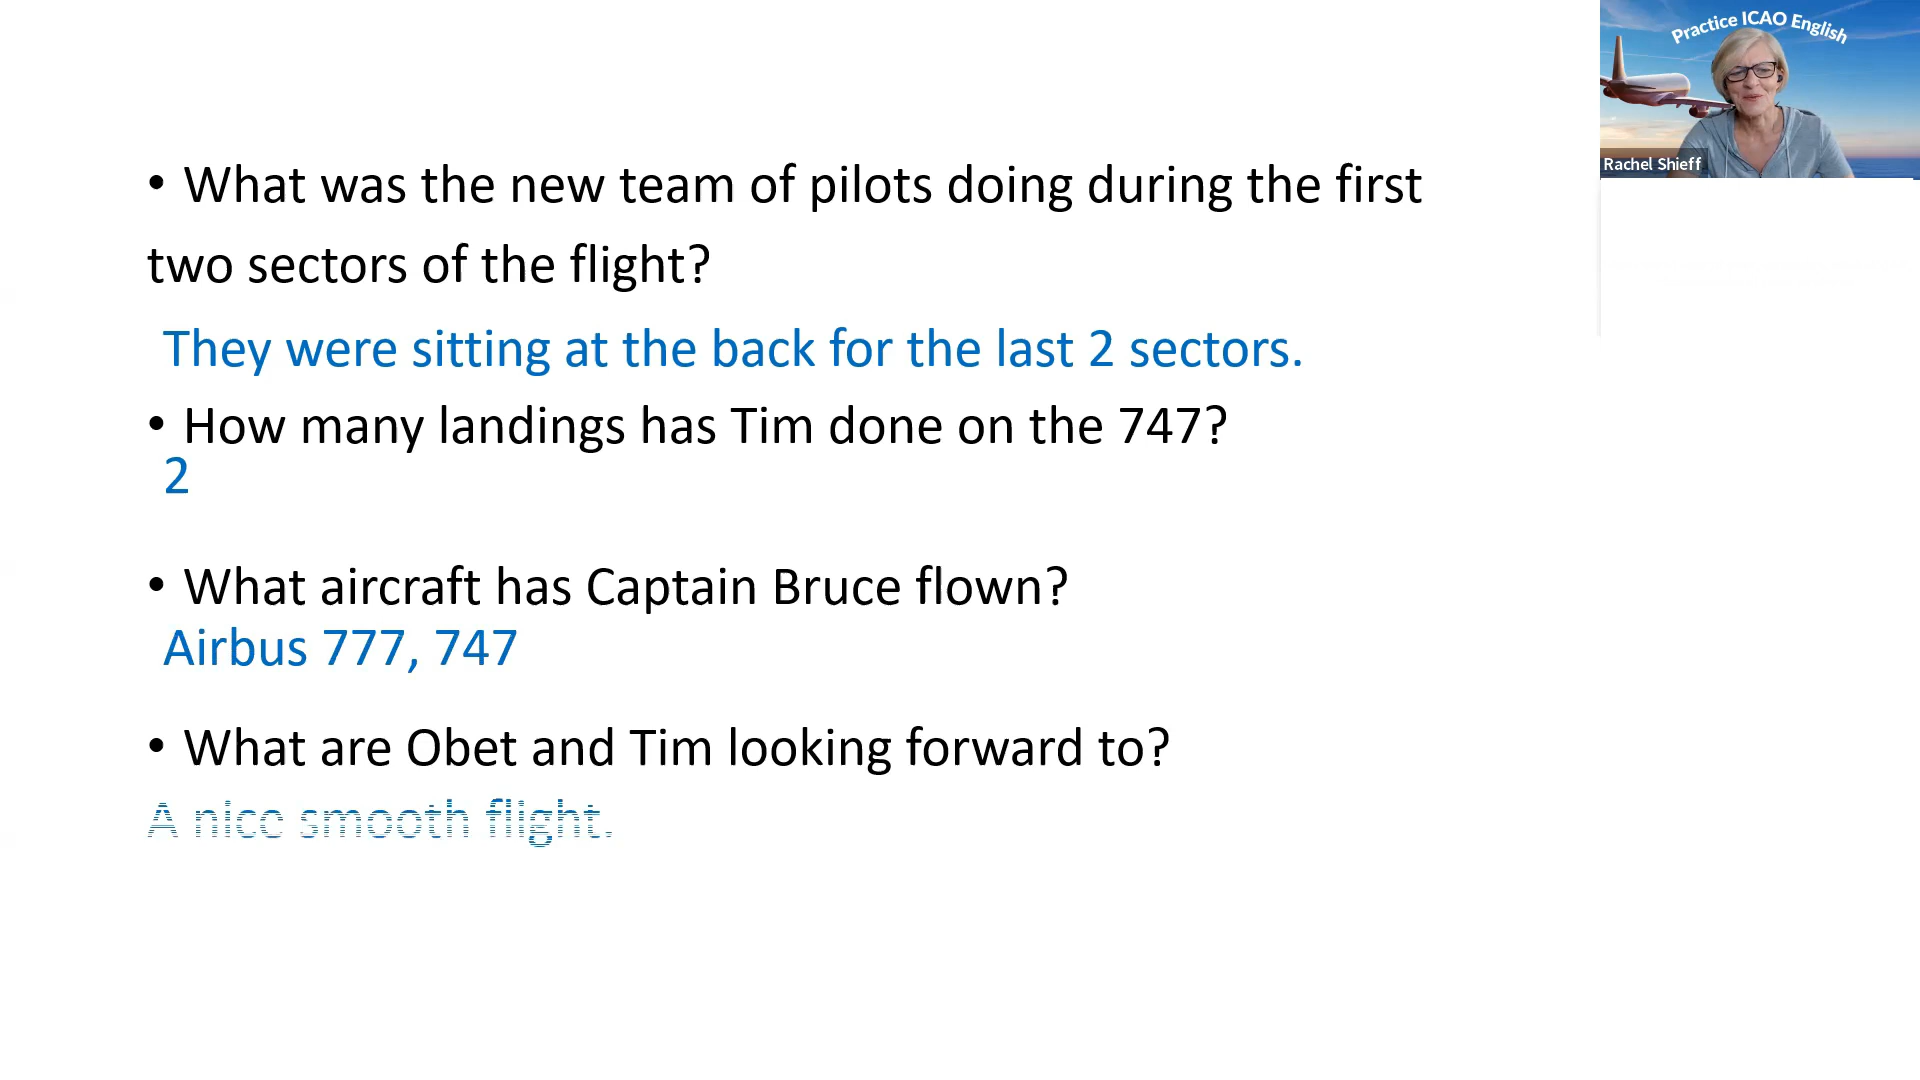 Practice ICAO English
Rachel Shieff
• What was the new team of pilots doing during the first
two sectors of the flight?
They were sitting at the back for the last 2 sectors.
• How many landings has Tim done on the 747?
2
• What aircraft has Captain Bruce flown?
Airbus 777, 747
• What are Obet and Tim looking forward to?
A nice smooth flight.